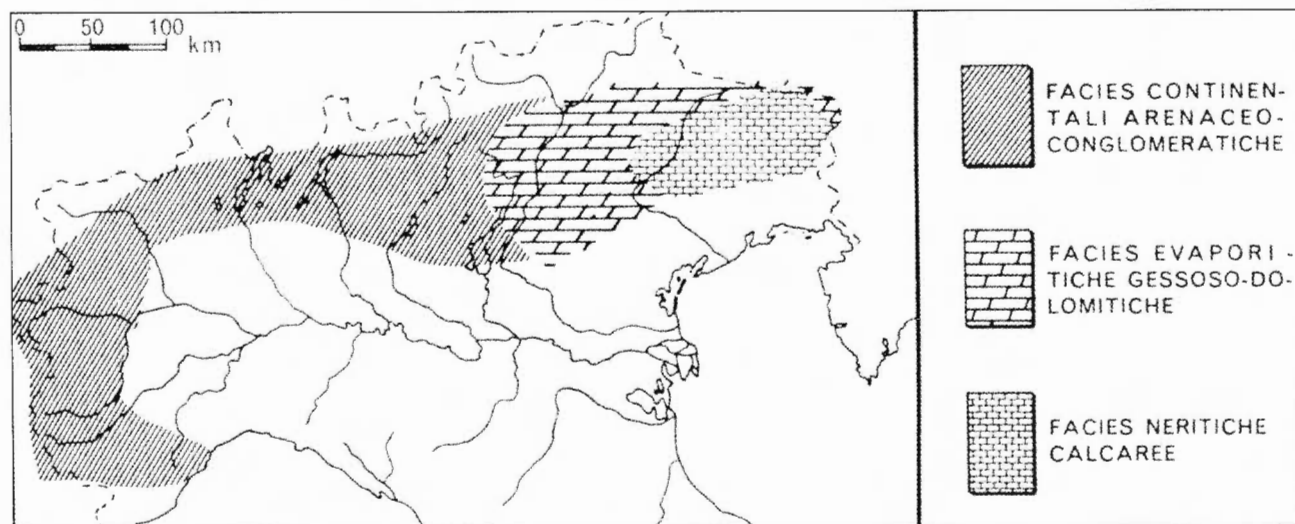 0 50 100
km
FACIES CONTINEN-
TALI ARENACEO-
CONGLOMERATICHE
FACIES EVAPORI-
TICHE GESSOSO-DO-
LOMITICHE
FACIES NERITICHE
CALCAREE